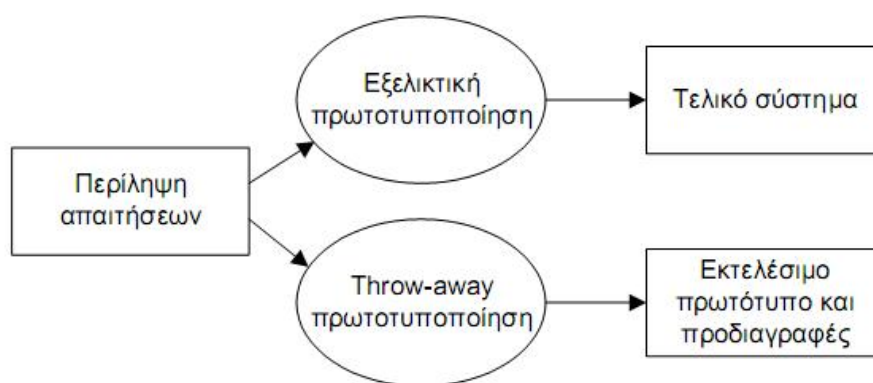 Περίληψη
απαιτήσεων
Εξελικτική
πρωτοτυποποίηση
Τελικό σύστημα
Throw-away
πρωτοτυποποίηση
Εκτελέσιμο
πρωτότυπο και
προδιαγραφές